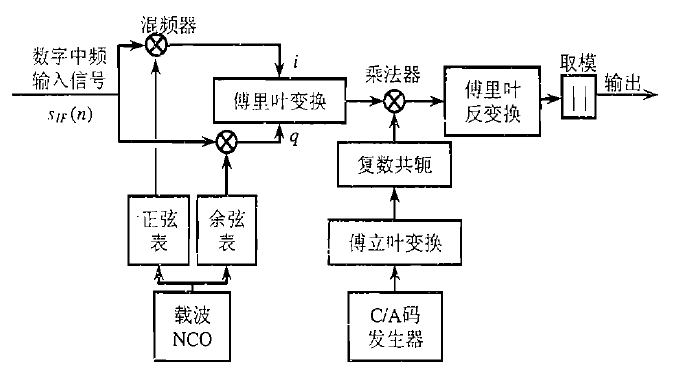 混频器
数字中频
输入信号
s_IF(n)
i
傅里叶变换
q
乘法器
傅里叶
反变换
取模
| |
输出
复数共轭
正弦
表
余弦
表
傅立叶变换
载波
NCO
C/A码
发生器